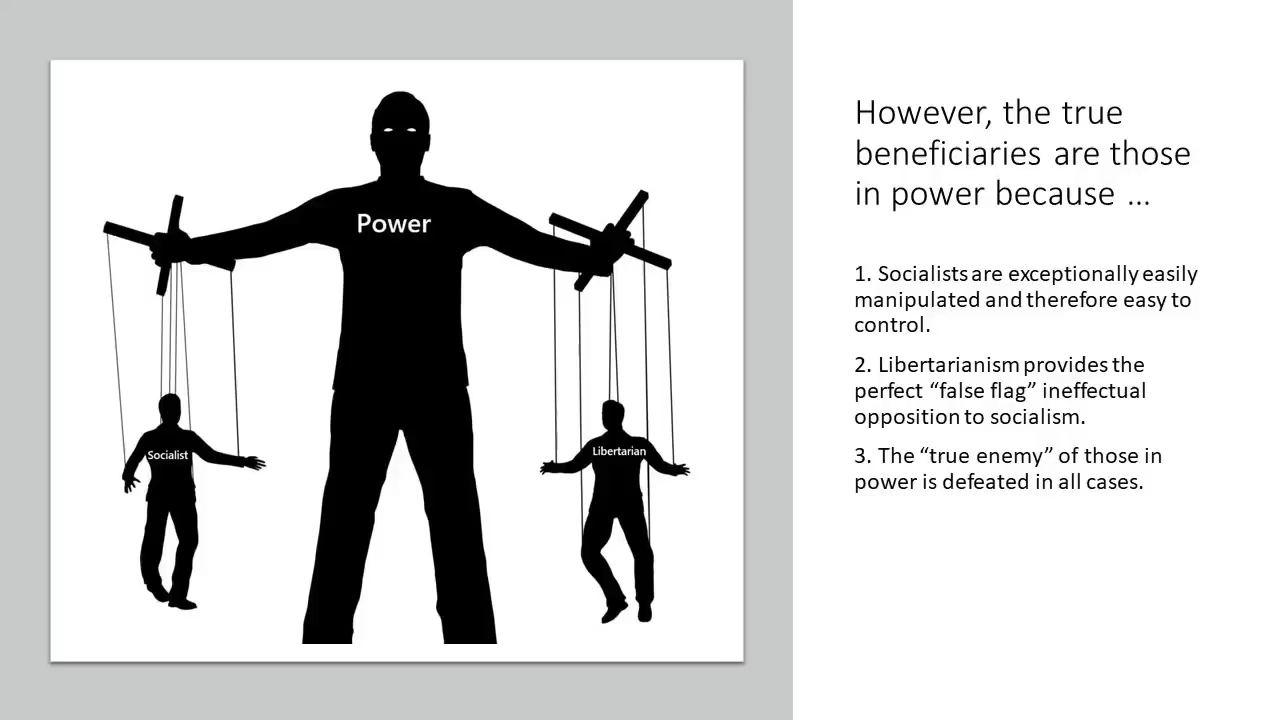 However, the true
beneficiaries are those
in power because ...
1. Socialists are exceptionally easily
manipulated and therefore easy to
control.
2. Libertarianism provides the
perfect “false flag” ineffectual
opposition to socialism.
3. The “true enemy” of those in
power is defeated in all cases.
Power
Socialist
Libertarian